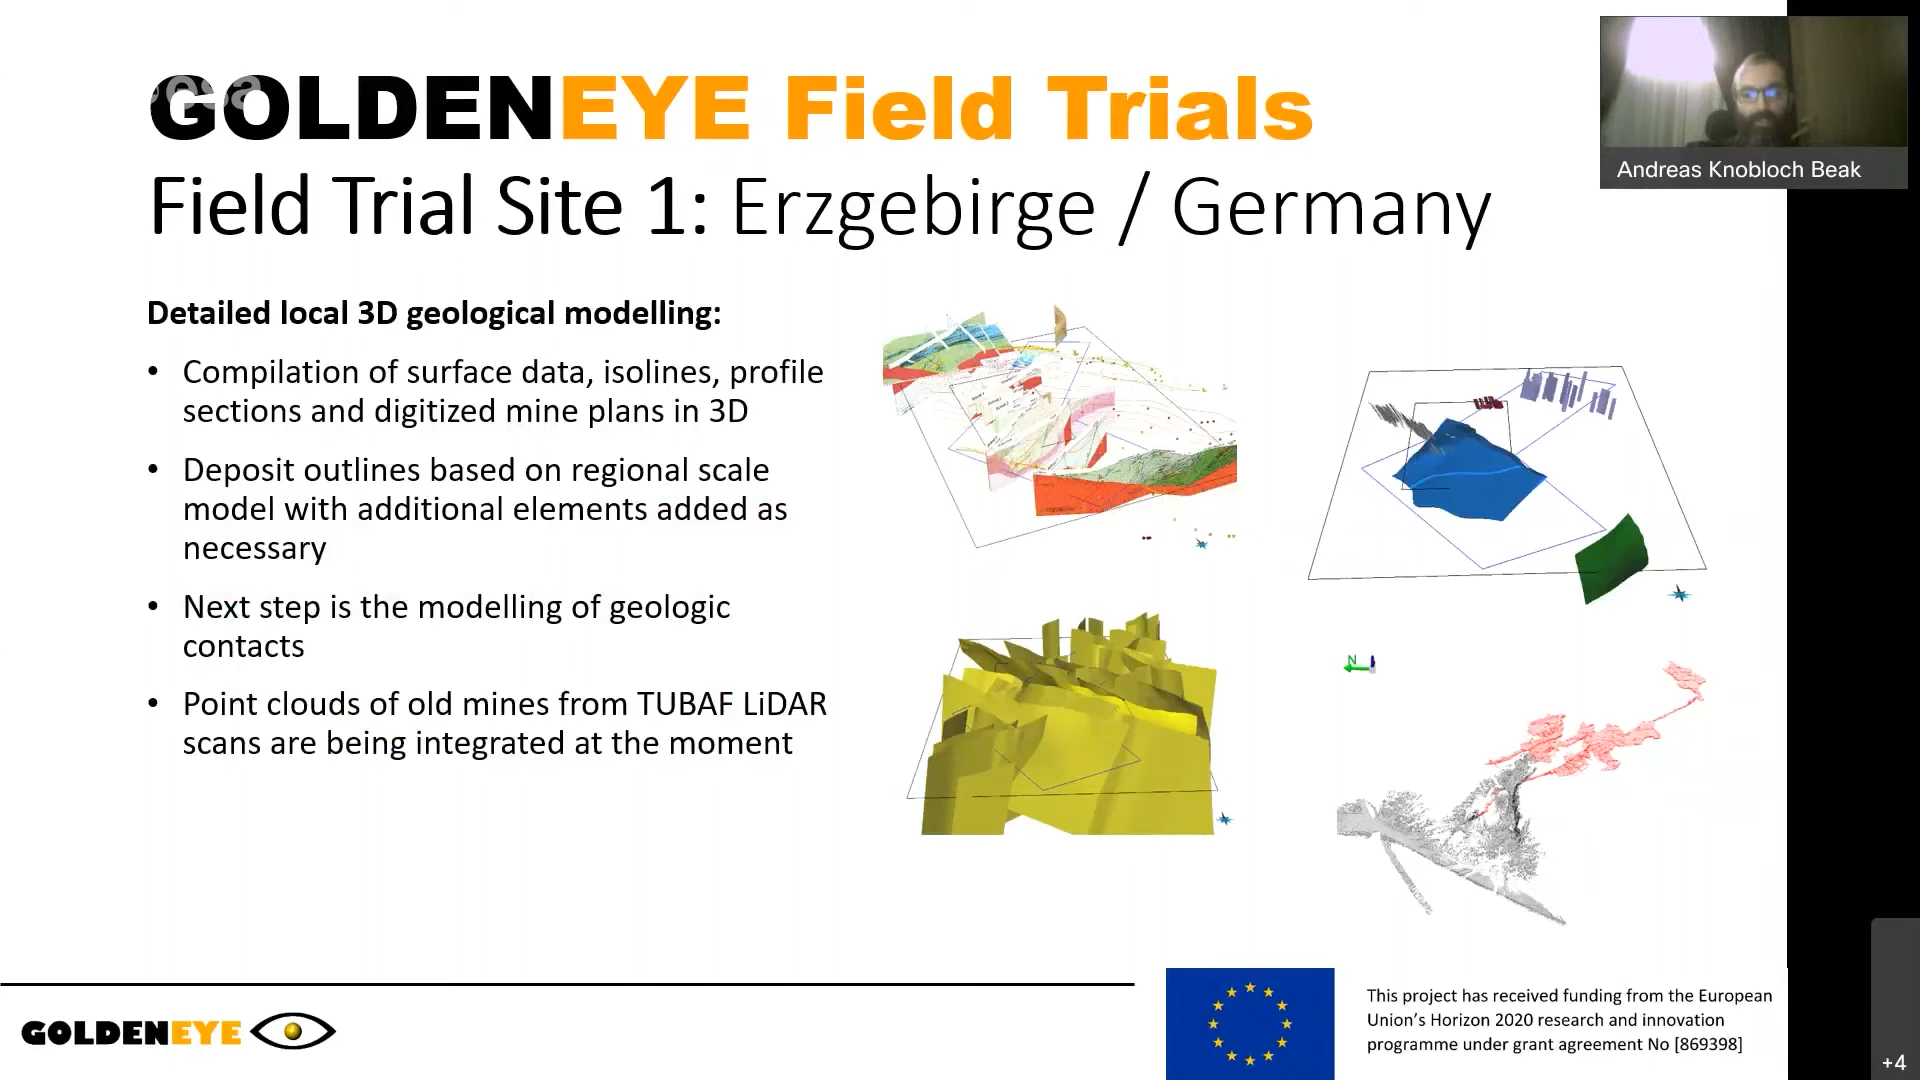 esa
GOLDENEYE Field Trials
Field Trial Site 1: Erzgebirge / Germany
Andreas Knobloch Beak
Detailed local 3D geological modelling:
• Compilation of surface data, isolines, profile
sections and digitized mine plans in 3D
• Deposit outlines based on regional scale
model with additional elements added as
necessary
• Next step is the modelling of geologic
contacts
• Point clouds of old mines from TUBAF LiDAR
scans are being integrated at the moment
N
GOLDENEYE
This project has received funding from the European
Union's Horizon 2020 research and innovation
programme under grant agreement No [869398]
+4